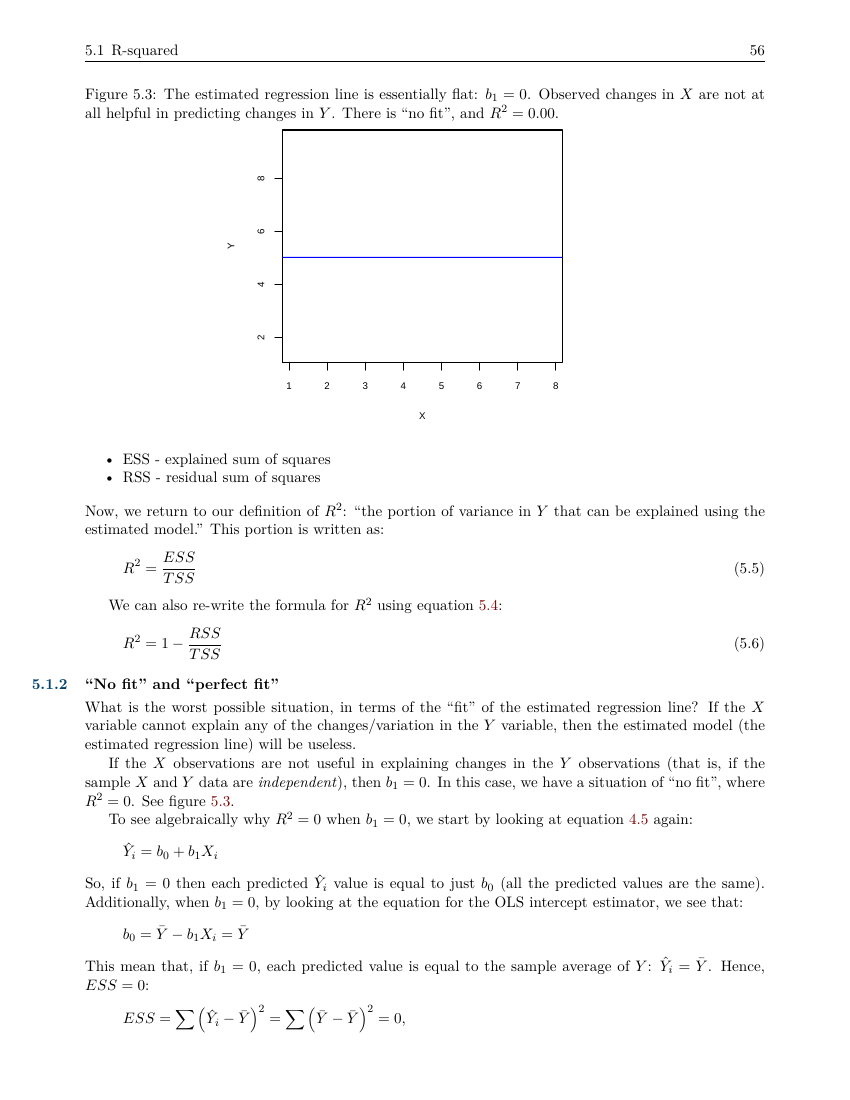 5.1 R-squared 56
Figure 5.3: The estimated regression line is essentially flat: b₁ = 0. Observed changes in X are not at
all helpful in predicting changes in Y. There is “no fit”, and R² = 0.00.
8
6
Y
4
2
1 2 3 4 5 6 7 8
X
• ESS - explained sum of squares
• RSS - residual sum of squares
Now, we return to our definition of R²: “the portion of variance in Y that can be explained using the
estimated model.” This portion is written as:
R² = ESS/TSS (5.5)
We can also re-write the formula for R² using equation 5.4:
R² = 1 − RSS/TSS (5.6)
5.1.2 “No fit” and “perfect fit”
What is the worst possible situation, in terms of the “fit” of the estimated regression line? If the X
variable cannot explain any of the changes/variation in the Y variable, then the estimated model (the
estimated regression line) will be useless.
If the X observations are not useful in explaining changes in the Y observations (that is, if the
sample X and Y data are independent), then b₁ = 0. In this case, we have a situation of “no fit”, where
R² = 0. See figure 5.3.
To see algebraically why R² = 0 when b₁ = 0, we start by looking at equation 4.5 again:
Ŷᵢ = b₀ + b₁Xᵢ
So, if b₁ = 0 then each predicted Ŷᵢ value is equal to just b₀ (all the predicted values are the same).
Additionally, when b₁ = 0, by looking at the equation for the OLS intercept estimator, we see that:
b₀ = Ȳ − b₁Xᵢ = Ȳ
This mean that, if b₁ = 0, each predicted value is equal to the sample average of Y: Ŷᵢ = Ȳ. Hence,
ESS = 0:
ESS = ∑ (Ŷᵢ − Ȳ)² = ∑ (Ȳ − Ȳ)² = 0,